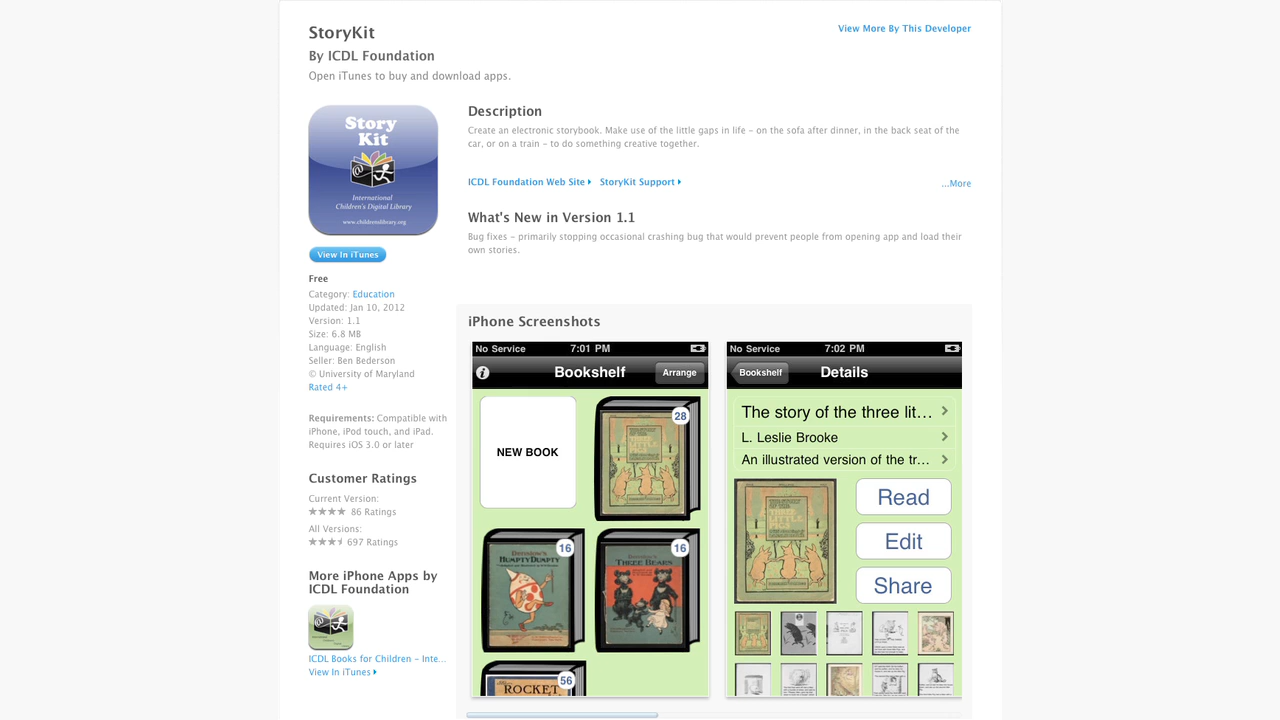 StoryKit
View More By This Developer
By ICDL Foundation
Open iTunes to buy and download apps.
Story
Kit
International
Children's Digital Library
www.childrenslibrary.org
View In iTunes
Free
Category: Education
Updated: Jan 10, 2012
Version: 1.1
Size: 6.8 MB
Language: English
Seller: Ben Bederson
© University of Maryland
Rated 4+
Requirements: Compatible with
iPhone, iPod touch, and iPad.
Requires iOS 3.0 or later
Customer Ratings
Current Version:
86 Ratings
All Versions:
697 Ratings
More iPhone Apps by
ICDL Foundation
ICDL Books for Children - Inte...
View In iTunes
Description
Create an electronic storybook. Make use of the little gaps in life – on the sofa after dinner, in the back seat of the
car, or on a train – to do something creative together.
ICDL Foundation Web Site
StoryKit Support
...More
What's New in Version 1.1
Bug fixes – primarily stopping occasional crashing bug that would prevent people from opening app and load their
own stories.
iPhone Screenshots
No Service 7:01 PM
Bookshelf
Arrange
NEW BOOK
28
16
HUMPTY DUMPTY
16
THREE BEARS
56
ROCKET
No Service 7:02 PM
Bookshelf
Details
The story of the three lit...
L. Leslie Brooke
An illustrated version of the tr...
THREE
LITTLE
PIGS
Read
Edit
Share